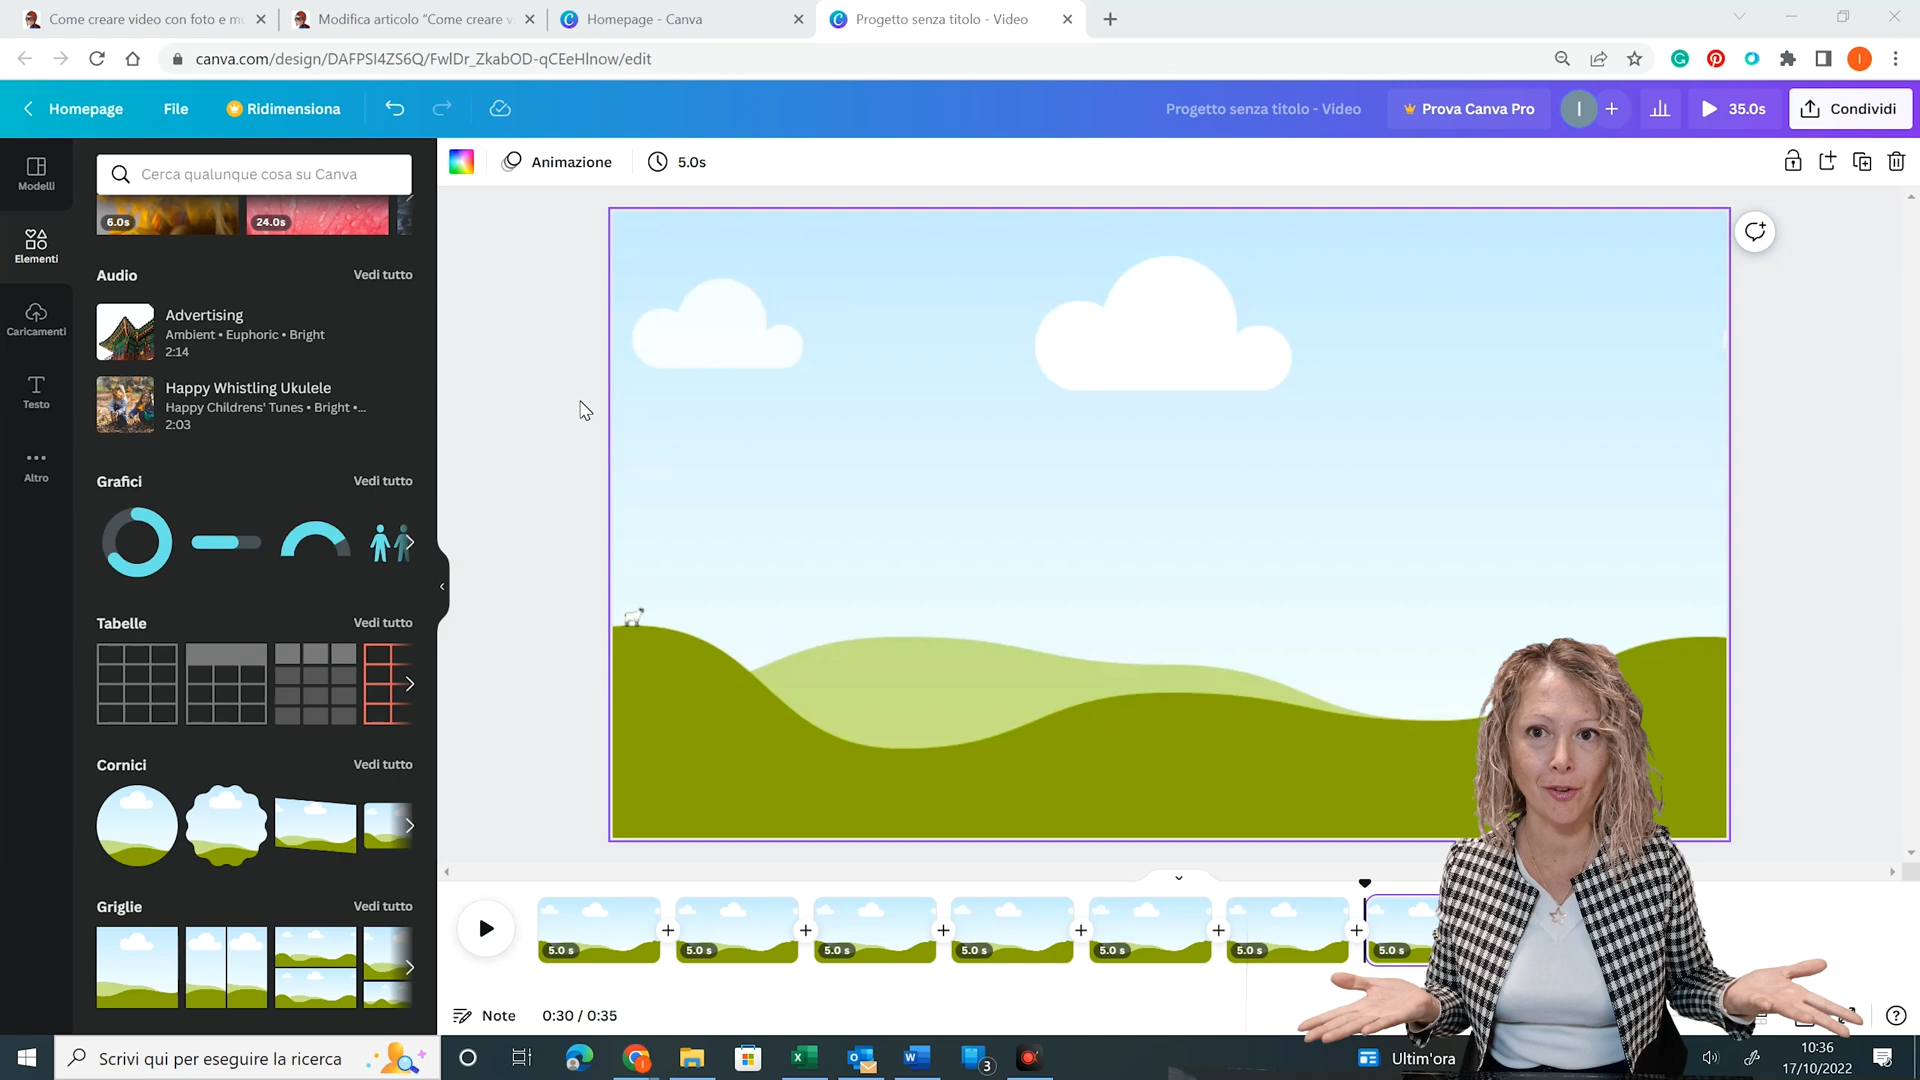 Come creare video con foto e mu
Modifica articolo "Come creare v
Homepage - Canva
Progetto senza titolo - Video
canva.com/design/DAFPSI4ZS6Q/FwlDr_ZkabOD-qCEeHlnow/edit
Homepage
File
Ridimensiona
Progetto senza titolo - Video
Prova Canva Pro
I
35.0s
Condividi
Animazione
5.0s
Modelli
Elementi
Caricamenti
Testo
Altro
Cerca qualunque cosa su Canva
6.0s
24.0s
Audio
Vedi tutto
Advertising
Ambient • Euphoric • Bright
2:14
Happy Whistling Ukulele
Happy Childrens' Tunes • Bright •...
2:03
Grafici
Vedi tutto
Tabelle
Vedi tutto
Cornici
Vedi tutto
Griglie
Vedi tutto
5.0 s
5.0 s
5.0 s
5.0 s
5.0 s
5.0 s
5.0 s
Note
0:30 / 0:35
Scrivi qui per eseguire la ricerca
3
Ultim'ora
10:36
17/10/2022